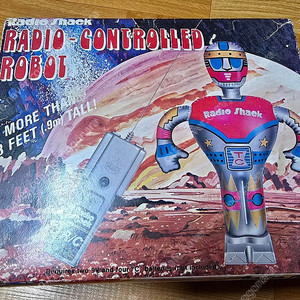 Radio Shack
RADIO-CONTROLLED
ROBOT
MORE THAN
3 FEET (.9m) TALL!
Radio Shack